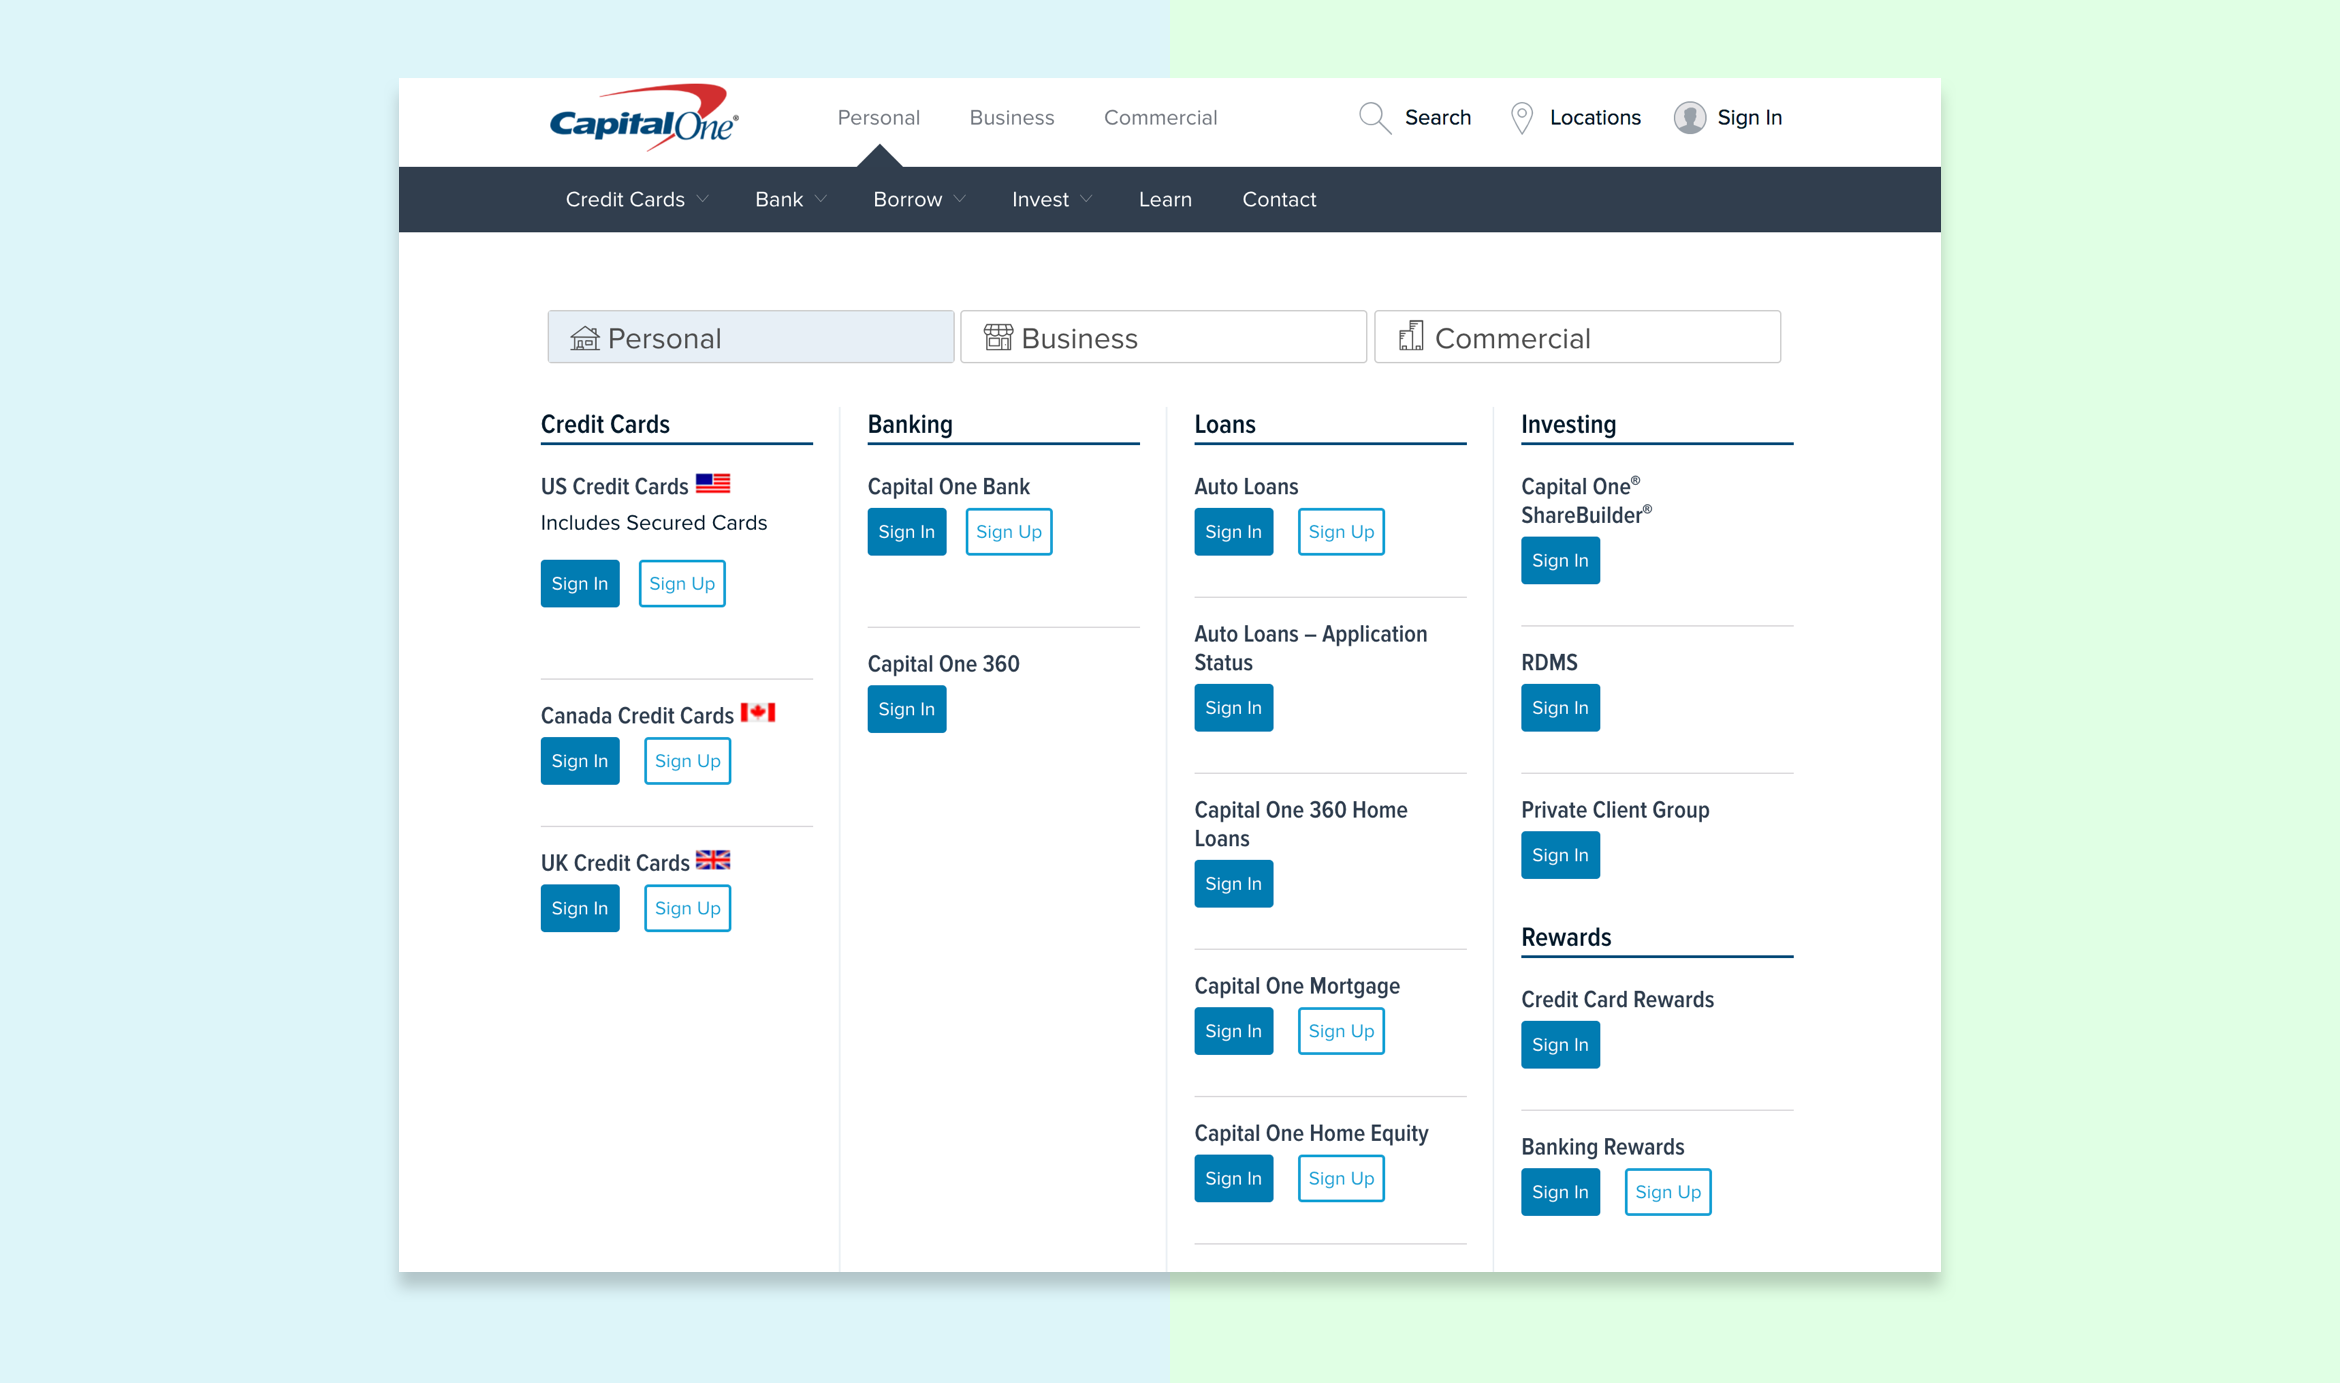 CapitalOne®
Personal
Business
Commercial
Search
Locations
Sign In
Credit Cards
Bank
Borrow
Invest
Learn
Contact
Personal
Business
Commercial
Credit Cards
US Credit Cards
Includes Secured Cards
Sign In
Sign Up
Canada Credit Cards
Sign In
Sign Up
UK Credit Cards
Sign In
Sign Up
Banking
Capital One Bank
Sign In
Sign Up
Capital One 360
Sign In
Loans
Auto Loans
Sign In
Sign Up
Auto Loans – Application
Status
Sign In
Capital One 360 Home
Loans
Sign In
Capital One Mortgage
Sign In
Sign Up
Capital One Home Equity
Sign In
Sign Up
Investing
Capital One®
ShareBuilder®
Sign In
RDMS
Sign In
Private Client Group
Sign In
Rewards
Credit Card Rewards
Sign In
Banking Rewards
Sign In
Sign Up